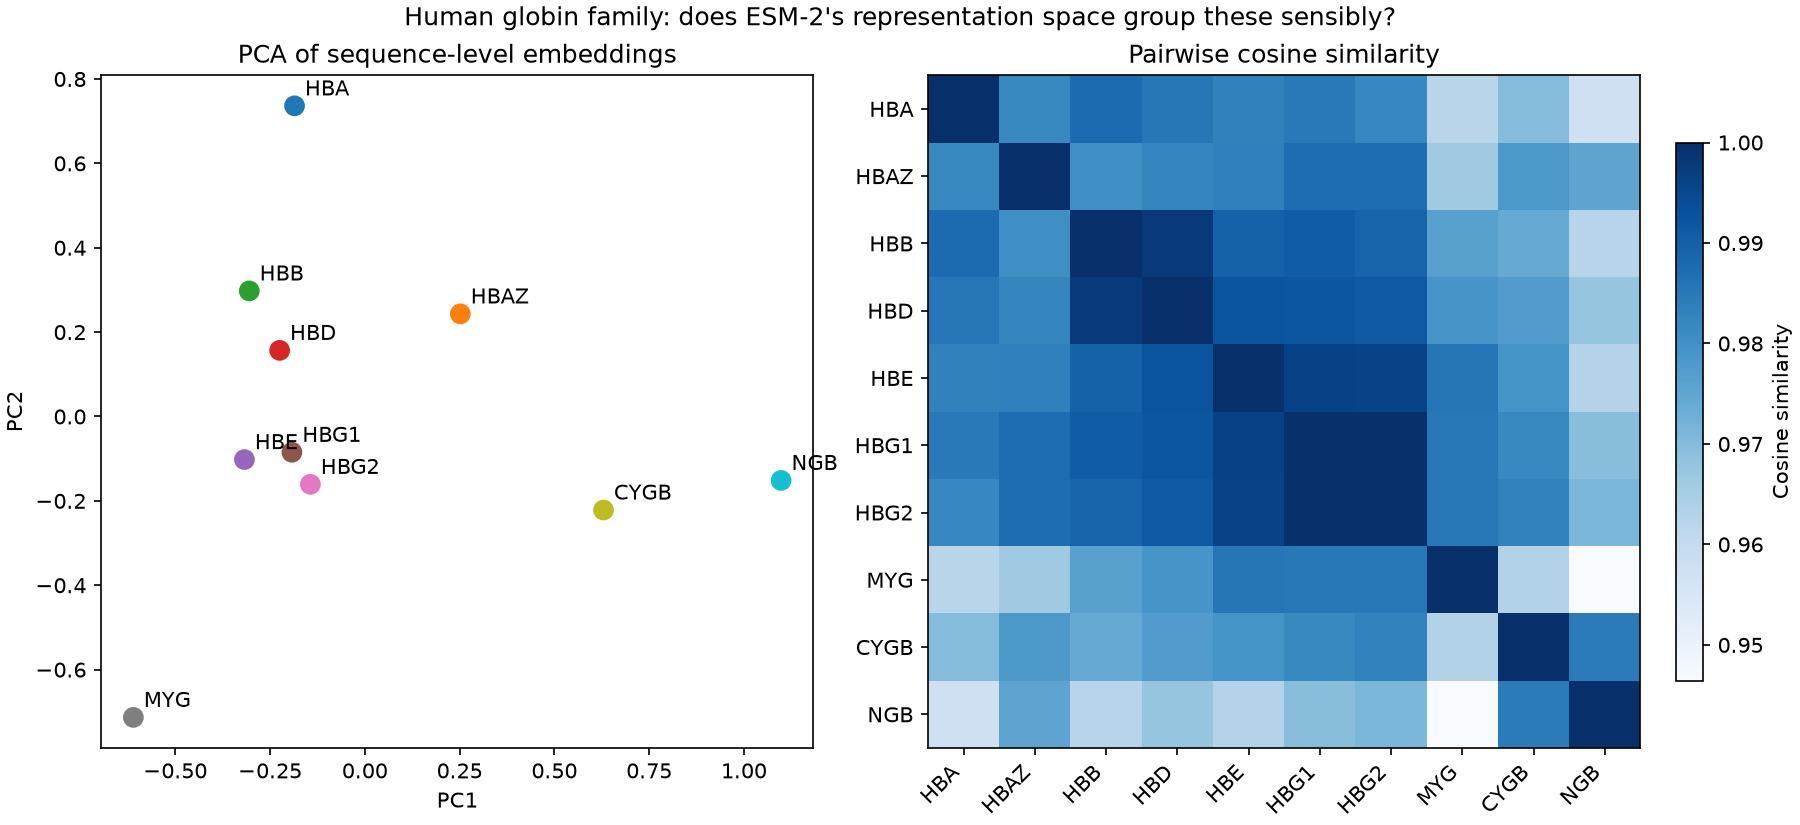 Human globin family: does ESM-2's representation space group these sensibly?
PCA of sequence-level embeddings
0.8
0.6
0.4
0.2
0.0
−0.2
−0.4
−0.6
PC2
HBA
HBB
HBAZ
HBD
HBE
HBG1
HBG2
NGB
CYGB
MYG
−0.50
−0.25
0.00
0.25
0.50
0.75
1.00
PC1
Pairwise cosine similarity
HBA
HBAZ
HBB
HBD
HBE
HBG1
HBG2
MYG
CYGB
NGB
HBA
HBAZ
HBB
HBD
HBE
HBG1
HBG2
MYG
CYGB
NGB
1.00
0.99
0.98
0.97
0.96
0.95
Cosine similarity